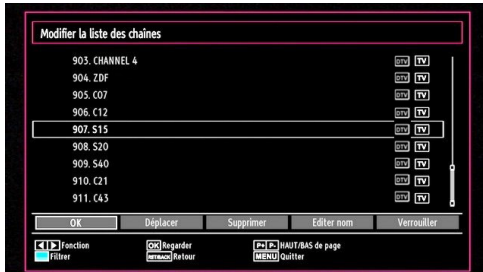 Modifier la liste des chaînes
903. CHANNEL 4 DTV TV
904. ZDF DTV TV
905. C07 DTV TV
906. C12 DTV TV
907. S15 DTV TV
908. S20 DTV TV
909. S40 DTV TV
910. C21 DTV TV
911. C43 DTV TV
OK Déplacer Supprimer Editer nom Verrouiller
Fonction OK Regarder P+ P- HAUT/BAS de page
Filtrer RET/BACK Retour MENU Quitter